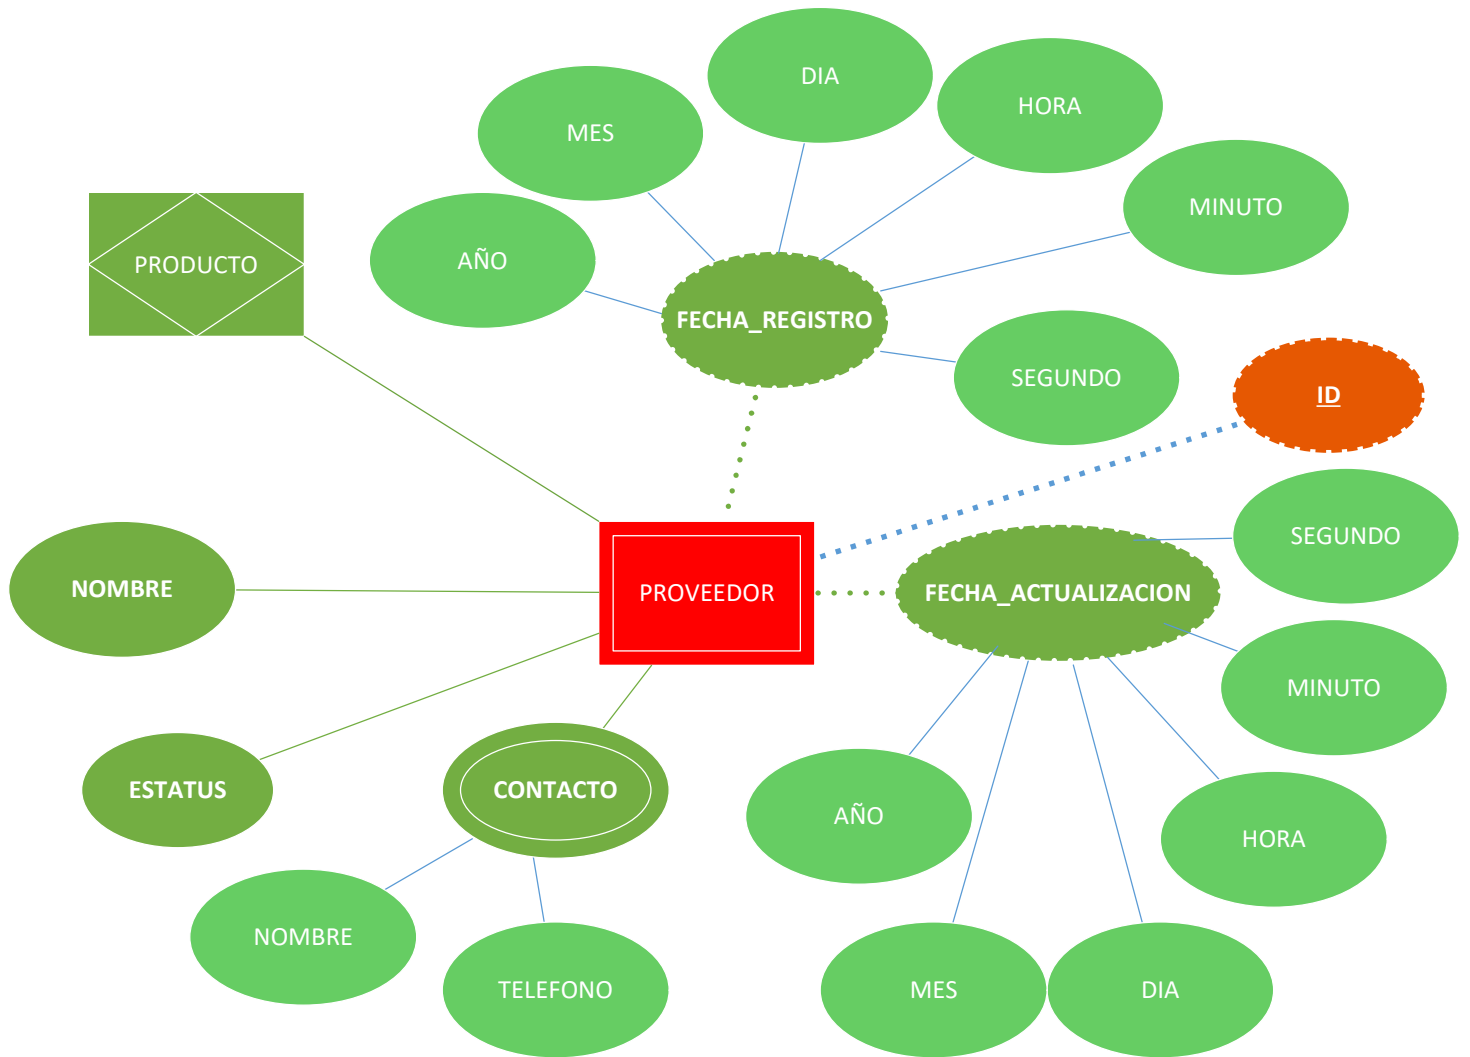 DIA
HORA
MES
MINUTO
AÑO
PRODUCTO
FECHA_REGISTRO
SEGUNDO
ID
SEGUNDO
NOMBRE
PROVEEDOR
FECHA_ACTUALIZACION
MINUTO
ESTATUS
CONTACTO
AÑO
HORA
NOMBRE
TELEFONO
MES
DIA